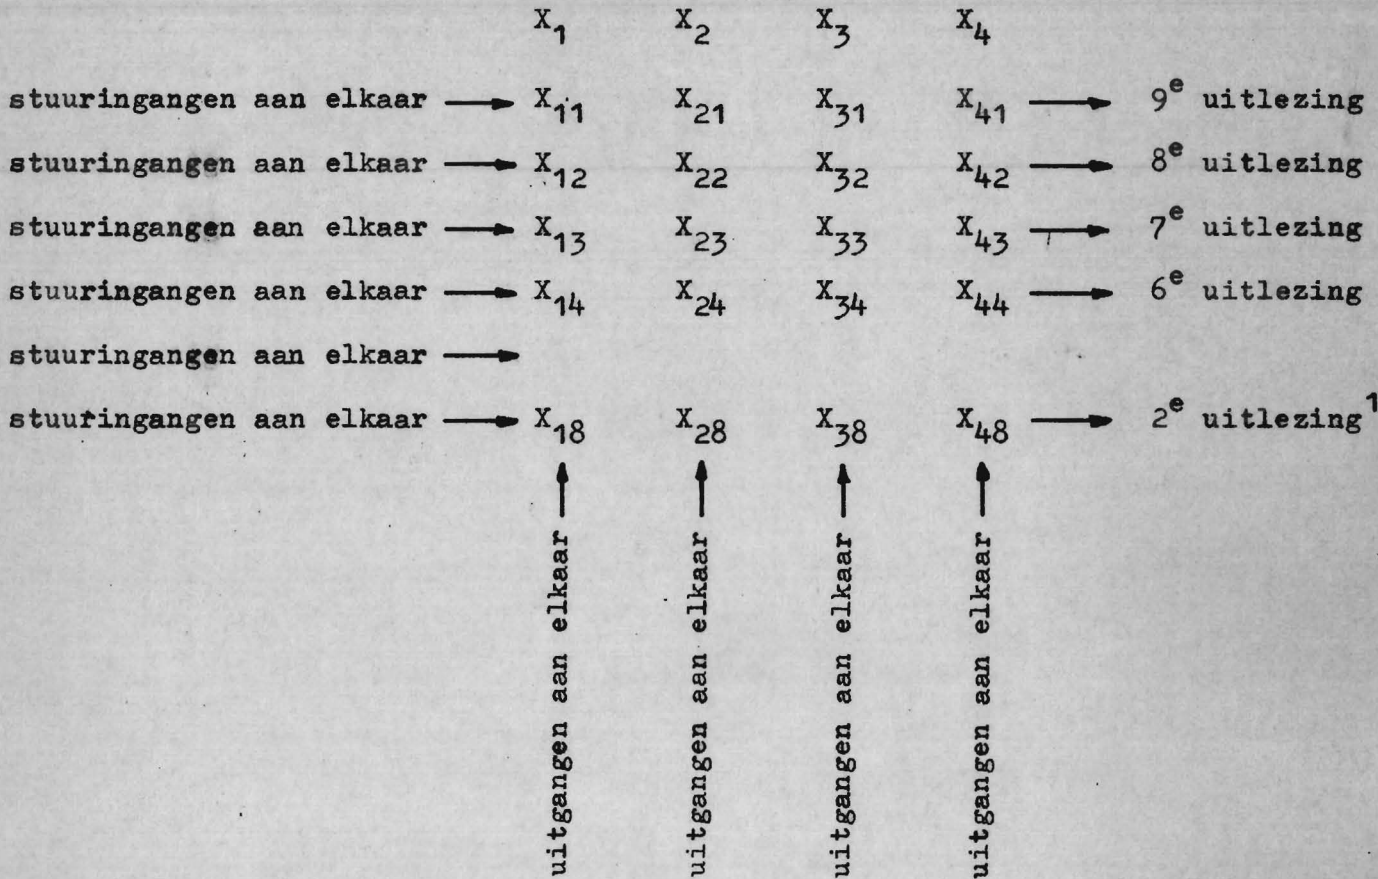 X₁ X₂ X₃ X₄
stuuringangen aan elkaar → X₁₁ X₂₁ X₃₁ X₄₁ → 9ᵉ uitlezing
stuuringangen aan elkaar → X₁₂ X₂₂ X₃₂ X₄₂ → 8ᵉ uitlezing
stuuringangen aan elkaar → X₁₃ X₂₃ X₃₃ X₄₃ → 7ᵉ uitlezing
stuuringangen aan elkaar → X₁₄ X₂₄ X₃₄ X₄₄ → 6ᵉ uitlezing
stuuringangen aan elkaar →
stuuringangen aan elkaar → X₁₈ X₂₈ X₃₈ X₄₈ → 2ᵉ uitlezing¹
uitgangen aan elkaar
uitgangen aan elkaar
uitgangen aan elkaar
uitgangen aan elkaar